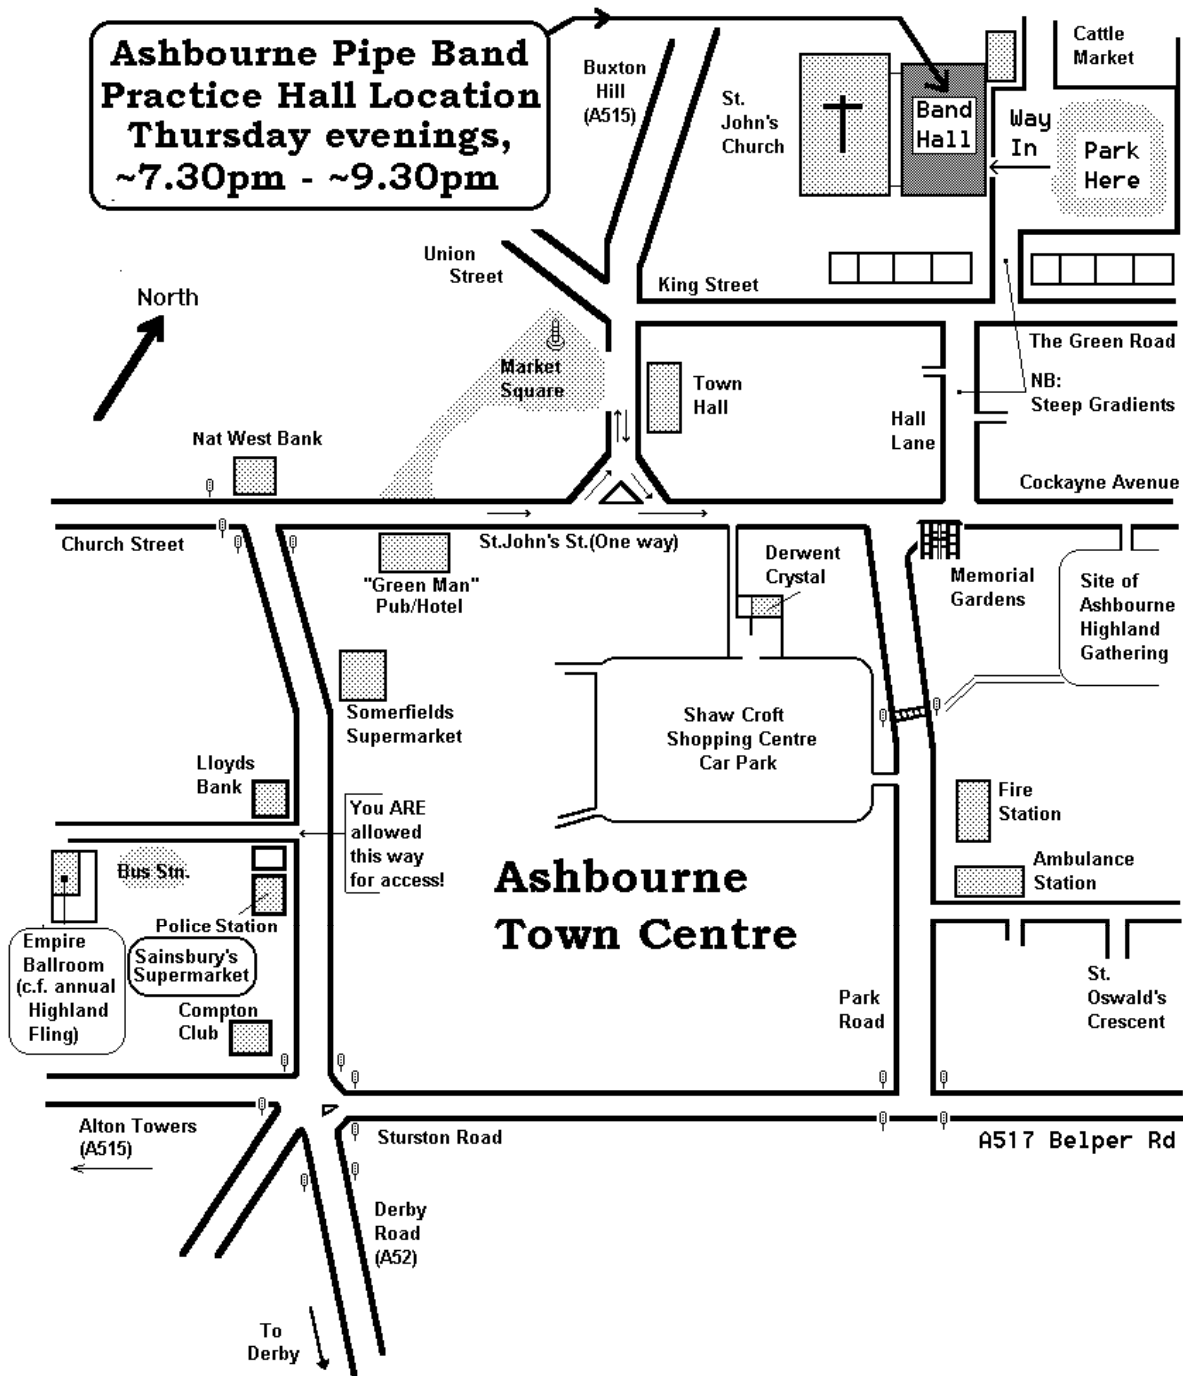 Ashbourne Pipe Band
Practice Hall Location
Thursday evenings,
~7.30pm - ~9.30pm
Buxton
Hill
(A515)
St.
John's
Church
Band
Hall
Way
In
Cattle
Market
Park
Here
Union
Street
King Street
North
The Green Road
NB:
Steep Gradients
Market
Square
Town
Hall
Hall
Lane
Nat West Bank
Cockayne Avenue
Church Street
St.John's St.(One way)
"Green Man"
Pub/Hotel
Derwent
Crystal
Memorial
Gardens
Site of
Ashbourne
Highland
Gathering
Somerfields
Supermarket
Shaw Croft
Shopping Centre
Car Park
Lloyds
Bank
You ARE
allowed
this way
for access!
Fire
Station
Ambulance
Station
Bus Stn.
Police Station
Ashbourne
Town Centre
Empire
Ballroom
(c.f. annual
Highland
Fling)
Sainsbury's
Supermarket
Compton
Club
Park
Road
St.
Oswald's
Crescent
Alton Towers
(A515)
Sturston Road
A517 Belper Rd
Derby
Road
(A52)
To
Derby